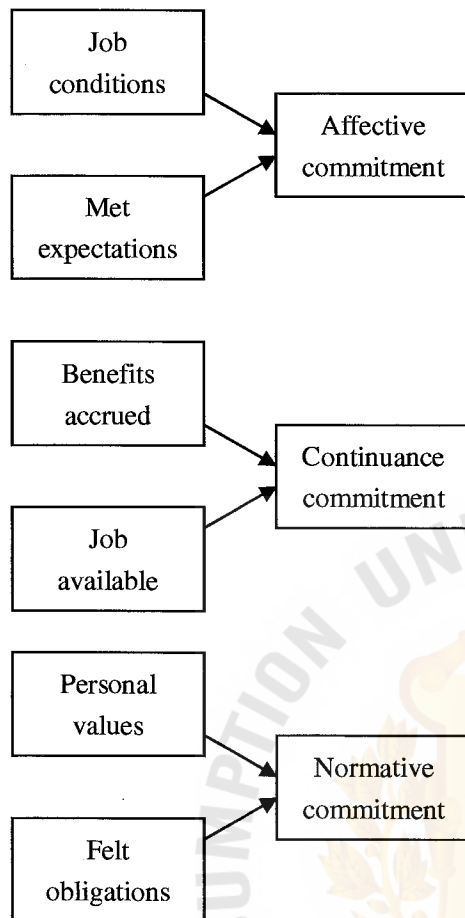 Job
conditions
Met
expectations
Affective
commitment
Benefits
accrued
Job
available
Continuance
commitment
Personal
values
Felt
obligations
Normative
commitment